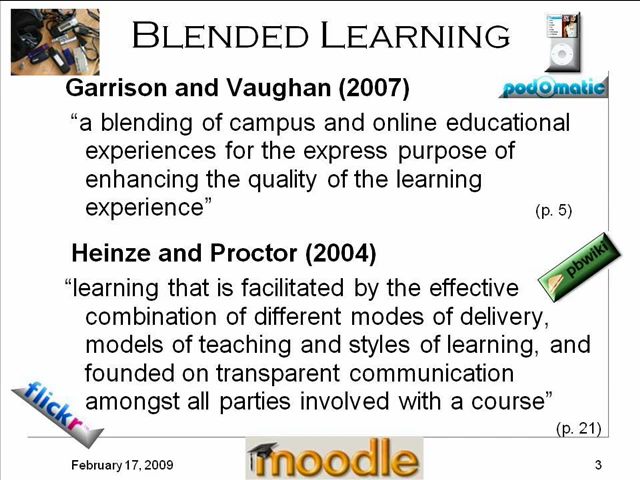 BLENDED LEARNING
podOmatic
Garrison and Vaughan (2007)
“a blending of campus and online educational
experiences for the express purpose of
enhancing the quality of the learning
experience”
(p. 5)
Heinze and Proctor (2004)
pbwiki
“learning that is facilitated by the effective
combination of different modes of delivery,
models of teaching and styles of learning, and
founded on transparent communication
amongst all parties involved with a course”
flickr
(p. 21)
February 17, 2009
moodle
3